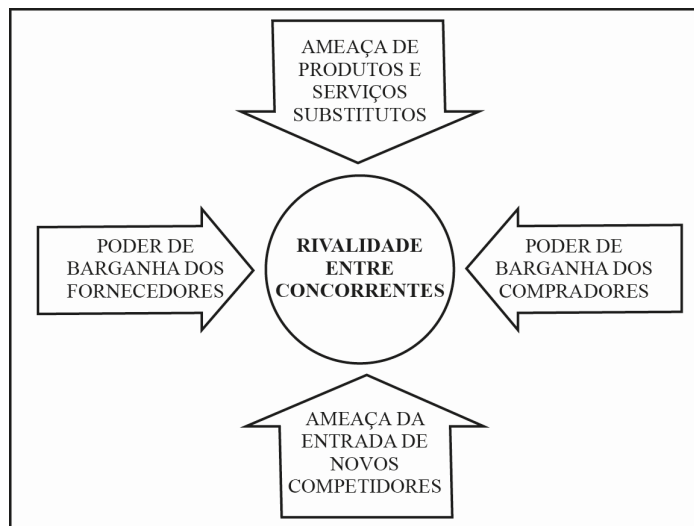 AMEAÇA DE
PRODUTOS E
SERVIÇOS
SUBSTITUTOS
PODER DE
BARGANHA DOS
FORNECEDORES
RIVALIDADE
ENTRE
CONCORRENTES
PODER DE
BARGANHA DOS
COMPRADORES
AMEAÇA DA
ENTRADA DE
NOVOS
COMPETIDORES